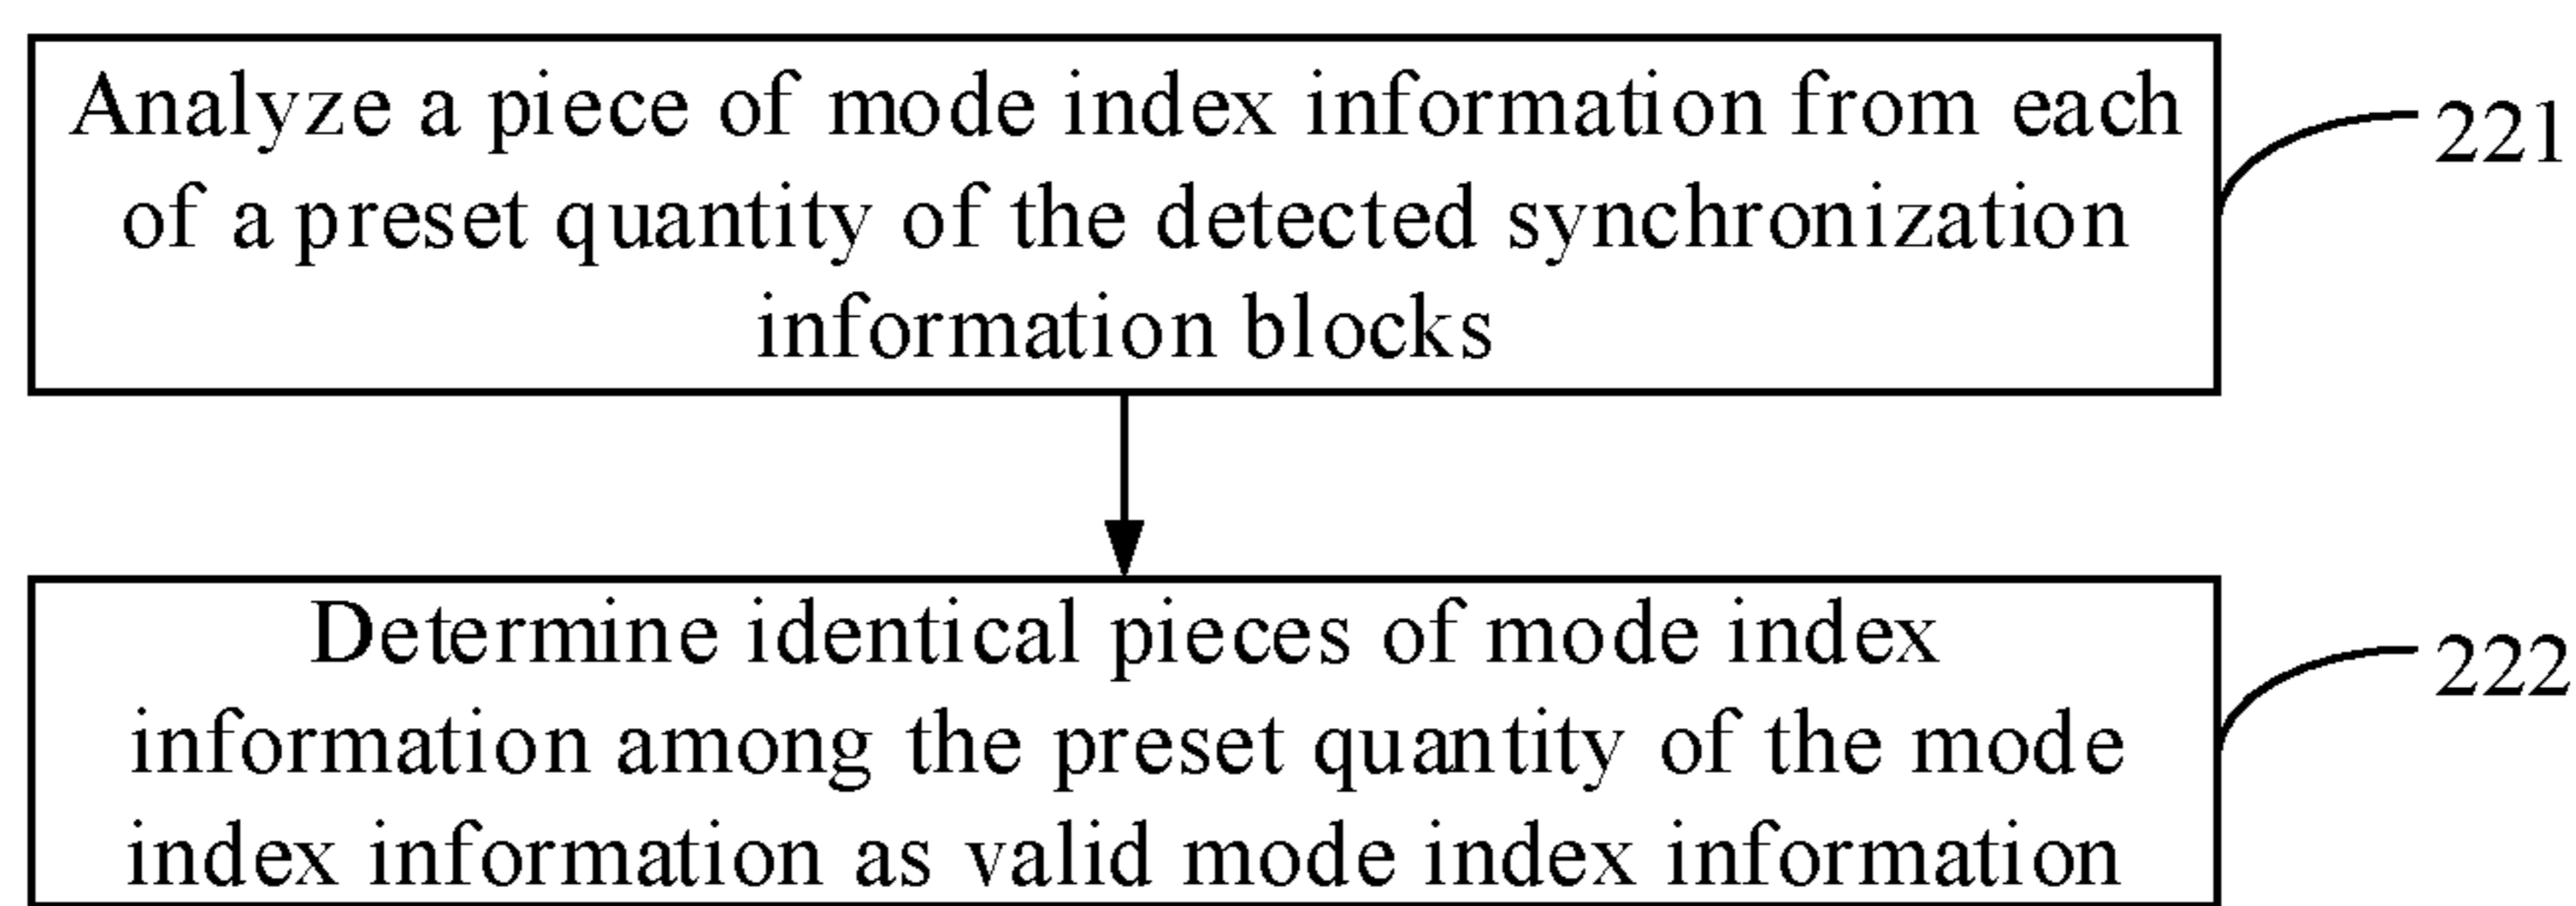 Analyze a piece of mode index information from each
of a preset quantity of the detected synchronization
information blocks
221
Determine identical pieces of mode index
information among the preset quantity of the mode
index information as valid mode index information
222